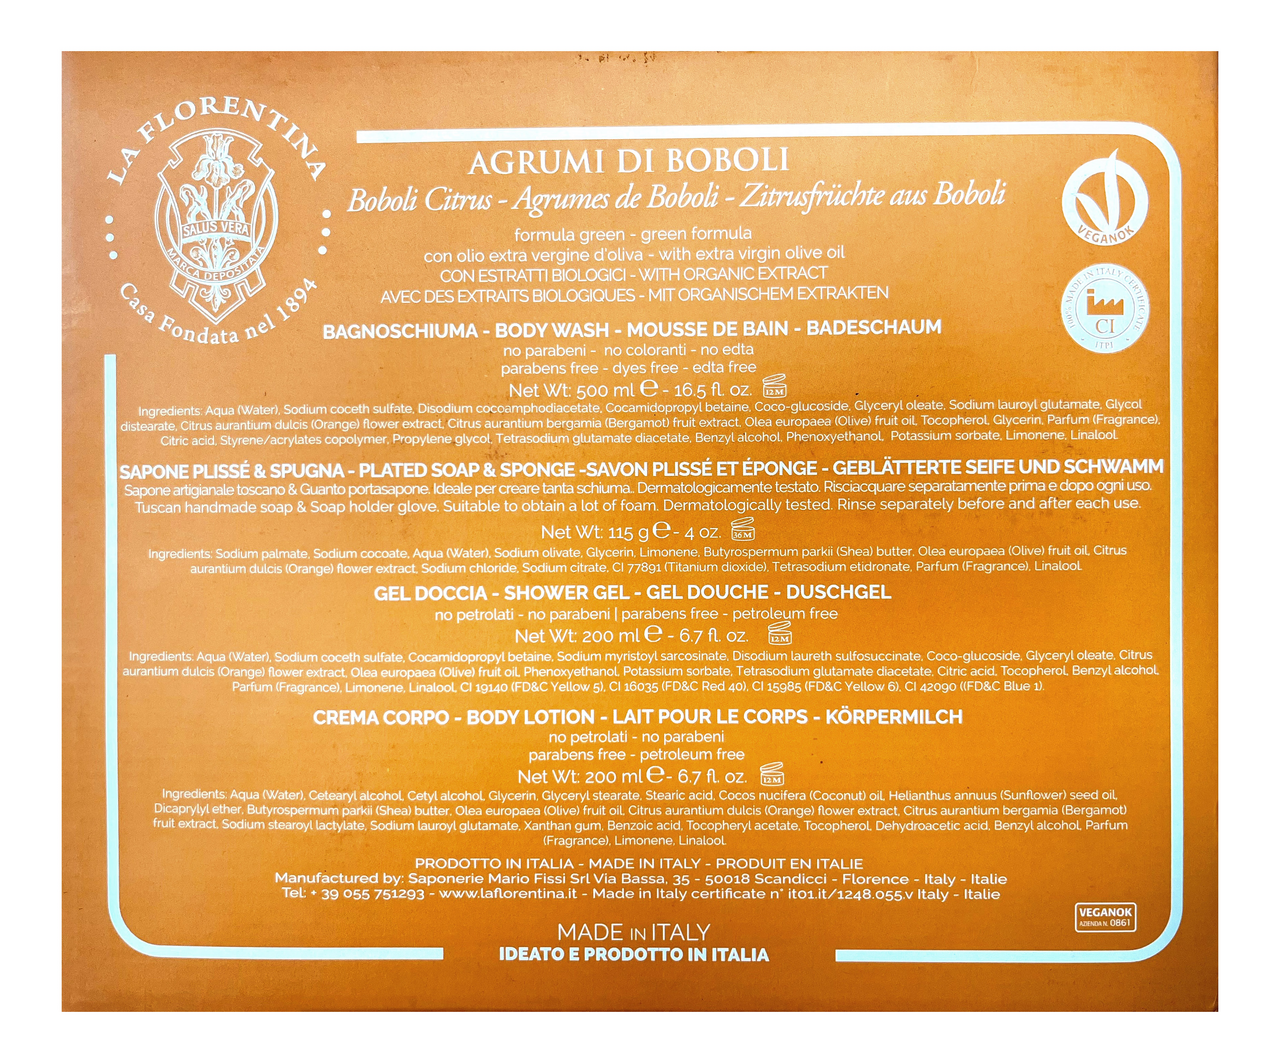 LA FLORENTINA
SALUS VERA
MARCA DEPOSITATA
Casa Fondata nel 1894
AGRUMI DI BOBOLI
Boboli Citrus - Agrumes de Boboli - Zitrusfrüchte aus Boboli
formula green - green formula
con olio extra vergine d'oliva - with extra virgin olive oil
CON ESTRATTI BIOLOGICI - WITH ORGANIC EXTRACT
AVEC DES EXTRAITS BIOLOGIQUES - MIT ORGANISCHEM EXTRAKTEN
VEGANOK
100% MADE IN ITALY CERTIFICATE
CI
ITPI
BAGNOSCHIUMA - BODY WASH - MOUSSE DE BAIN - BADESCHAUM
no parabeni - no coloranti - no edta
parabens free - dyes free - edta free
Net Wt: 500 ml ℮ - 16.5 fl. oz. 12M
Ingredients: Aqua (Water), Sodium coceth sulfate, Disodium cocoamphodiacetate, Cocamidopropyl betaine, Coco-glucoside, Glyceryl oleate, Sodium lauroyl glutamate, Glycol
distearate, Citrus aurantium dulcis (Orange) flower extract, Citrus aurantium bergamia (Bergamot) fruit extract, Olea europaea (Olive) fruit oil, Tocopherol, Glycerin, Parfum (Fragrance),
Citric acid, Styrene/acrylates copolymer, Propylene glycol, Tetrasodium glutamate diacetate, Benzyl alcohol, Phenoxyethanol, Potassium sorbate, Limonene, Linalool.
SAPONE PLISSÉ & SPUGNA - PLATED SOAP & SPONGE -SAVON PLISSÉ ET ÉPONGE - GEBLÄTTERTE SEIFE UND SCHWAMM
Sapone artigianale toscano & Guanto portasapone. Ideale per creare tanta schiuma. Dermatologicamente testato. Risciacquare separatamente prima e dopo ogni uso.
Tuscan handmade soap & Soap holder glove. Suitable to obtain a lot of foam. Dermatologically tested. Rinse separately before and after each use.
Net Wt: 115 g ℮ - 4 oz. 36M
Ingredients: Sodium palmate, Sodium cocoate, Aqua (Water), Sodium olivate, Glycerin, Limonene, Butyrospermum parkii (Shea) butter, Olea europaea (Olive) fruit oil, Citrus
aurantium dulcis (Orange) flower extract, Sodium chloride, Sodium citrate, CI 77891 (Titanium dioxide), Tetrasodium etidronate, Parfum (Fragrance), Linalool.
GEL DOCCIA - SHOWER GEL - GEL DOUCHE - DUSCHGEL
no petrolati - no parabeni | parabens free - petroleum free
Net Wt: 200 ml ℮ - 6.7 fl. oz. 12M
Ingredients: Aqua (Water), Sodium coceth sulfate, Cocamidopropyl betaine, Sodium myristoyl sarcosinate, Disodium laureth sulfosuccinate, Coco-glucoside, Glyceryl oleate, Citrus
aurantium dulcis (Orange) flower extract, Olea europaea (Olive) fruit oil, Phenoxyethanol, Potassium sorbate, Tetrasodium glutamate diacetate, Citric acid, Tocopherol, Benzyl alcohol,
Parfum (Fragrance), Limonene, Linalool, CI 19140 (FD&C Yellow 5), CI 16035 (FD&C Red 40), CI 15985 (FD&C Yellow 6), CI 42090 ((FD&C Blue 1).
CREMA CORPO - BODY LOTION - LAIT POUR LE CORPS - KÖRPERMILCH
no petrolati - no parabeni
parabens free - petroleum free
Net Wt: 200 ml ℮ - 6.7 fl. oz. 12M
Ingredients: Aqua (Water), Cetearyl alcohol, Cetyl alcohol, Glycerin, Glyceryl stearate, Stearic acid, Cocos nucifera (Coconut) oil, Helianthus annuus (Sunflower) seed oil,
Dicaprylyl ether, Butyrospermum parkii (Shea) butter, Olea europaea (Olive) fruit oil, Citrus aurantium dulcis (Orange) flower extract, Citrus aurantium bergamia (Bergamot)
fruit extract, Sodium stearoyl lactylate, Sodium lauroyl glutamate, Xanthan gum, Benzoic acid, Tocopheryl acetate, Tocopherol, Dehydroacetic acid, Benzyl alcohol, Parfum
(Fragrance), Limonene, Linalool.
PRODOTTO IN ITALIA - MADE IN ITALY - PRODUIT EN ITALIE
Manufactured by: Saponerie Mario Fissi Srl Via Bassa, 35 - 50018 Scandicci - Florence - Italy - Italie
Tel: + 39 055 751293 - www.laflorentina.it - Made in Italy certificate n° it01.it/1248.055.v Italy - Italie
VEGANOK
AZIENDA N. 0861
MADE IN ITALY
IDEATO E PRODOTTO IN ITALIA